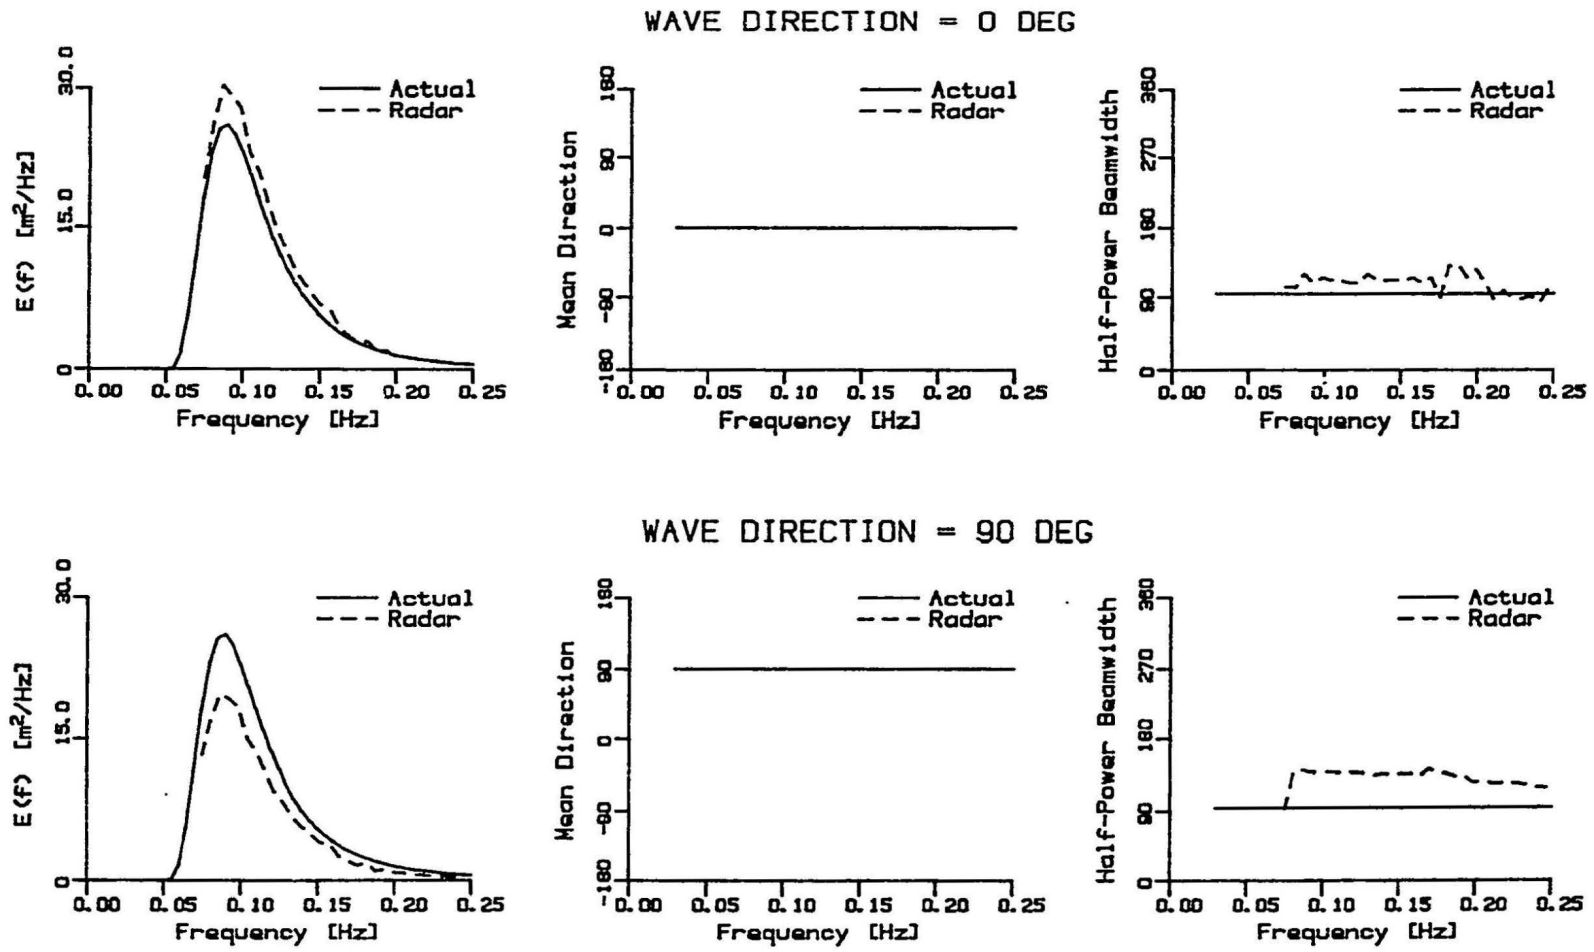 WAVE DIRECTION = 0 DEG
E(f) [m²/Hz]
30.0
15.0
0
Actual
Radar
0.00 0.05 0.10 0.15 0.20 0.25
Frequency [Hz]
Mean Direction
180
90
0
-90
-180
Actual
Radar
0.00 0.05 0.10 0.15 0.20 0.25
Frequency [Hz]
Half-Power Beamwidth
360
270
180
90
0
Actual
Radar
0.00 0.05 0.10 0.15 0.20 0.25
Frequency [Hz]
WAVE DIRECTION = 90 DEG
E(f) [m²/Hz]
30.0
15.0
0
Actual
Radar
0.00 0.05 0.10 0.15 0.20 0.25
Frequency [Hz]
Mean Direction
180
90
0
-90
-180
Actual
Radar
0.00 0.05 0.10 0.15 0.20 0.25
Frequency [Hz]
Half-Power Beamwidth
360
270
180
90
0
Actual
Radar
0.00 0.05 0.10 0.15 0.20 0.25
Frequency [Hz]